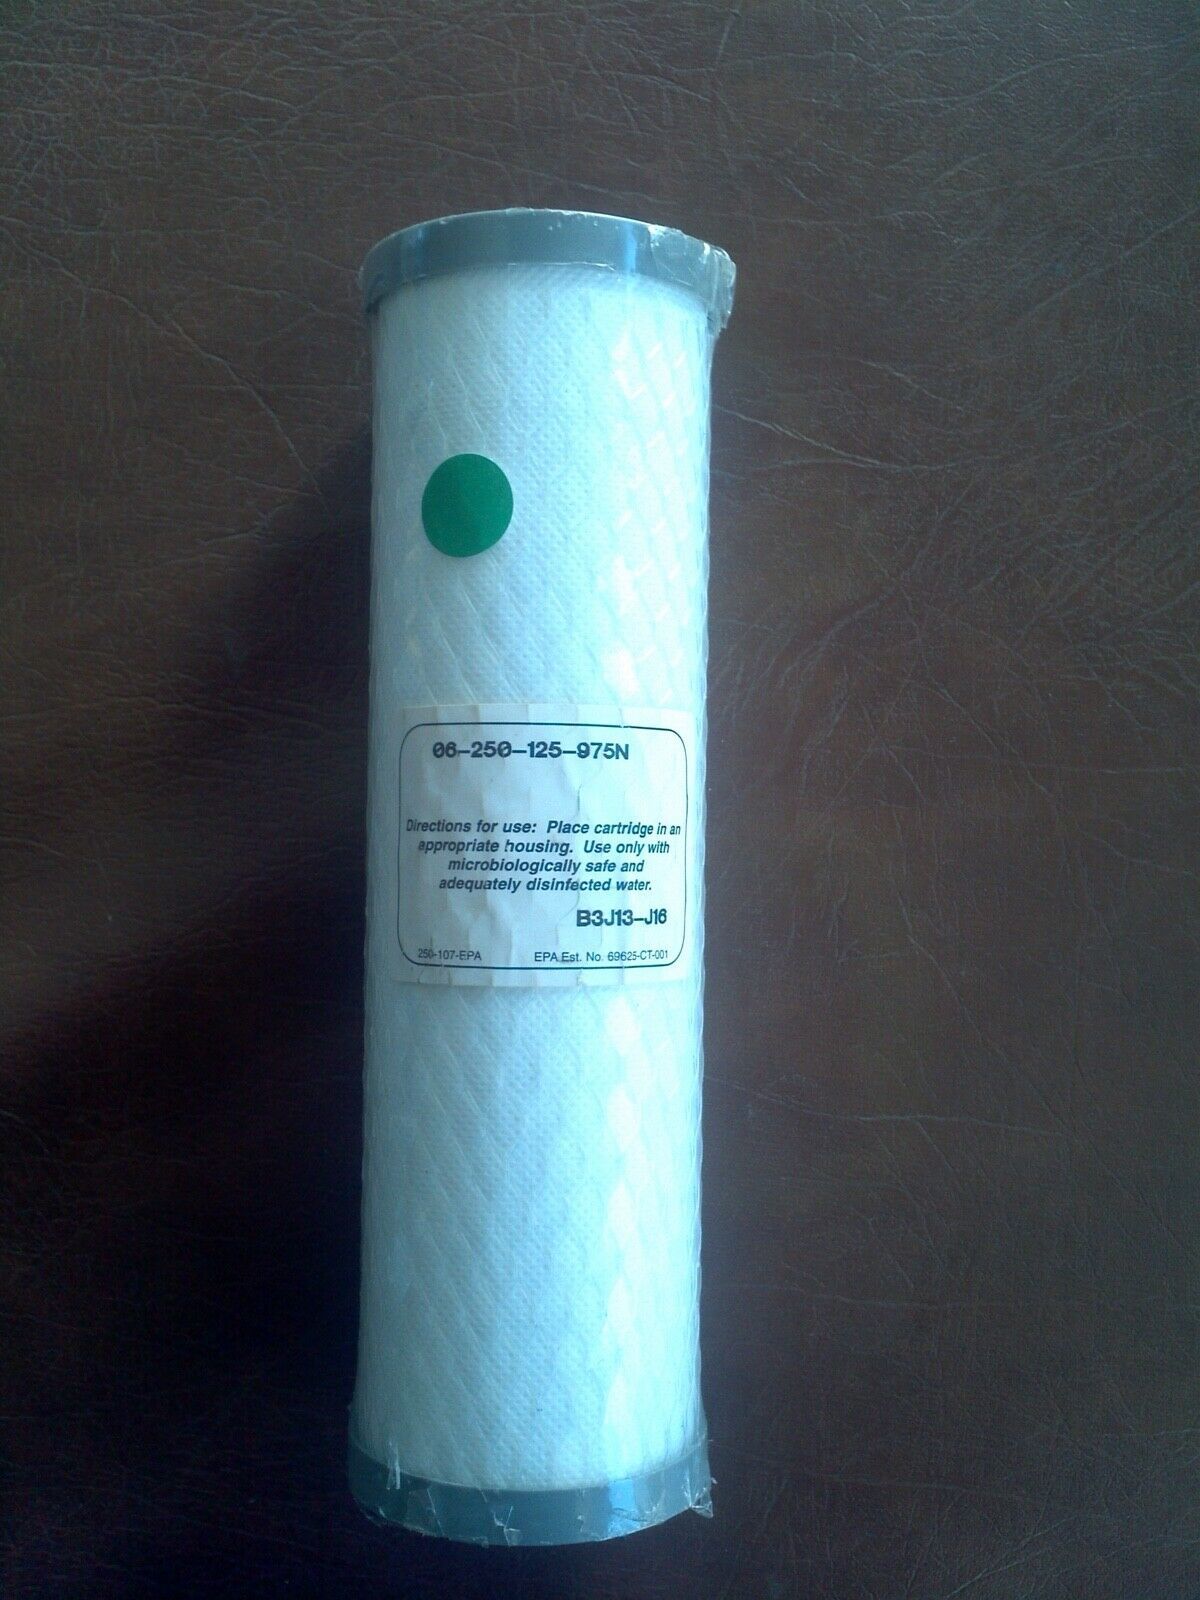 06-250-125-975N
Directions for use: Place cartridge in an
appropriate housing. Use only with
microbiologically safe and
adequately disinfected water.
B3J13-J16
250-107-EPA EPA Est. No. 69625-CT-001